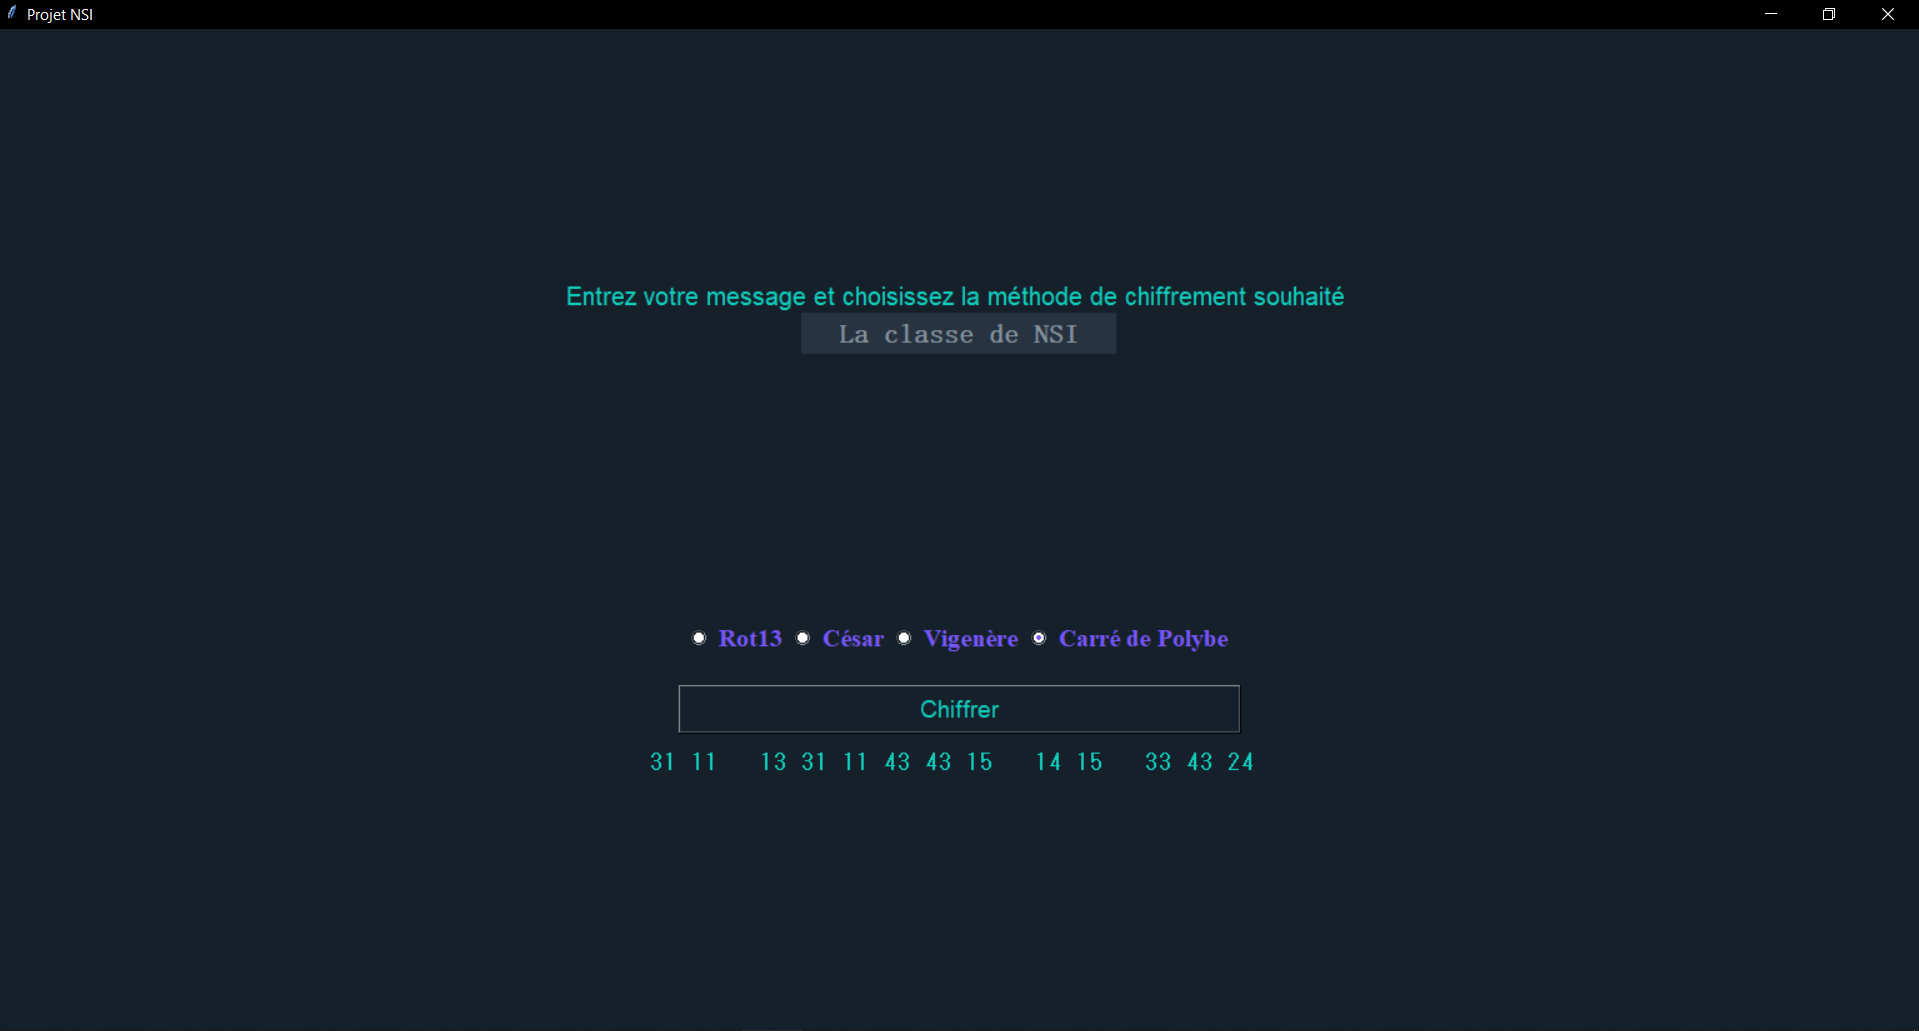 Projet NSI
Entrez votre message et choisissez la méthode de chiffrement souhaité
La classe de NSI
Rot13 César Vigenère Carré de Polybe
Chiffrer
31 11 13 31 11 43 43 15 14 15 33 43 24